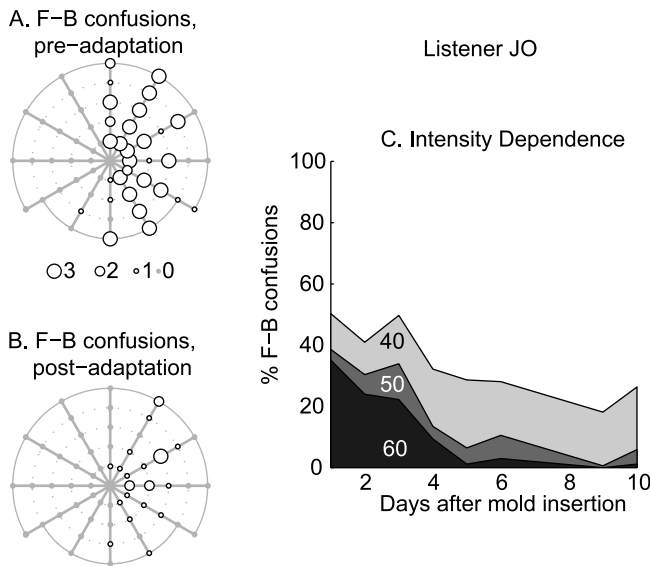 A. F−B confusions,
pre−adaptation
3 2 1 0
B. F−B confusions,
post−adaptation
Listener JO
C. Intensity Dependence
% F−B confusions
100
80
60
40
20
0
40
50
60
2 4 6 8 10
Days after mold insertion